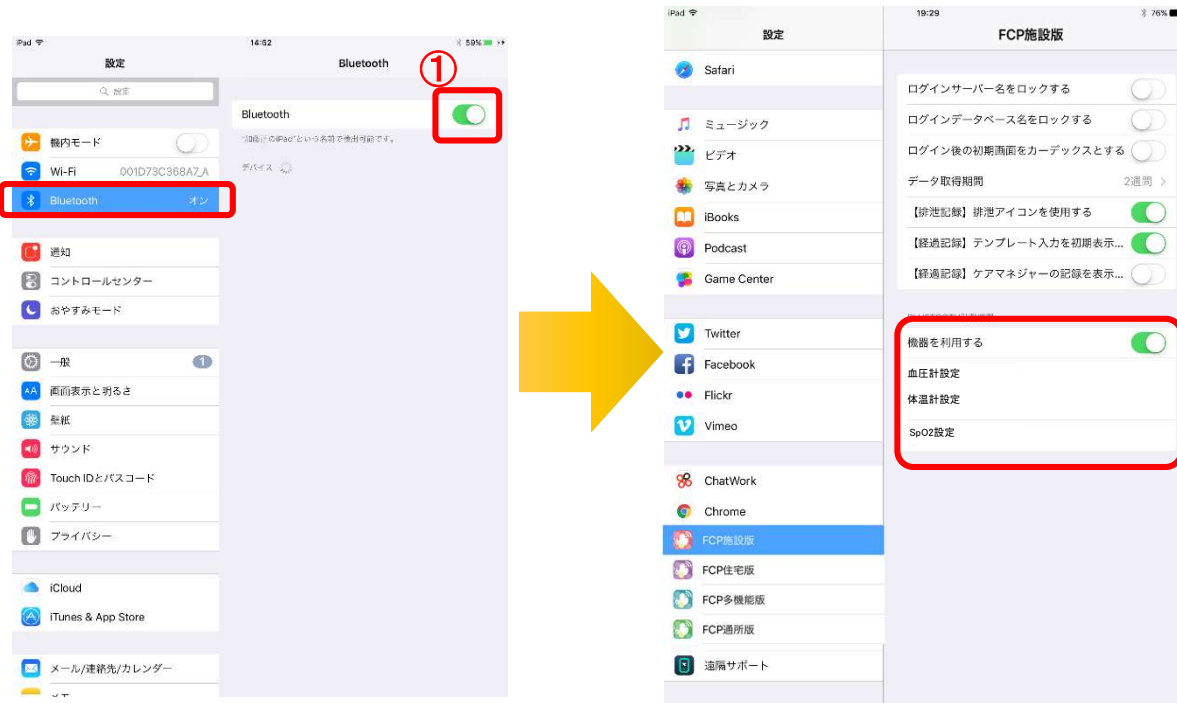 iPad
14:52
59%
設定
Bluetooth
①
設定
機内モード
Wi-Fi
001D73C368A7_A
Bluetooth
オン
通知
コントロールセンター
おやすみモード
一般
1
画面表示と明るさ
壁紙
サウンド
Touch IDとパスコード
バッテリー
プライバシー
iCloud
iTunes & App Store
メール/連絡先/カレンダー
メモ
Bluetooth
デバイス
iPad
19:29
76%
設定
FCP施設版
Safari
ミュージック
ビデオ
写真とカメラ
iBooks
Podcast
Game Center
Twitter
Facebook
Flickr
Vimeo
ChatWork
Chrome
FCP施設版
FCP住宅版
FCP多機能版
FCP通所版
遠隔サポート
ログインサーバー名をロックする
ログインデータベース名をロックする
ログイン後の初期画面をカーデックスとする
データ取得期間
2週間
【排泄記録】排泄アイコンを使用する
【経過記録】テンプレート入力を初期表示...
【経過記録】ケアマネジャーの記録を表示...
機器を利用する
血圧計設定
体温計設定
SpO2設定